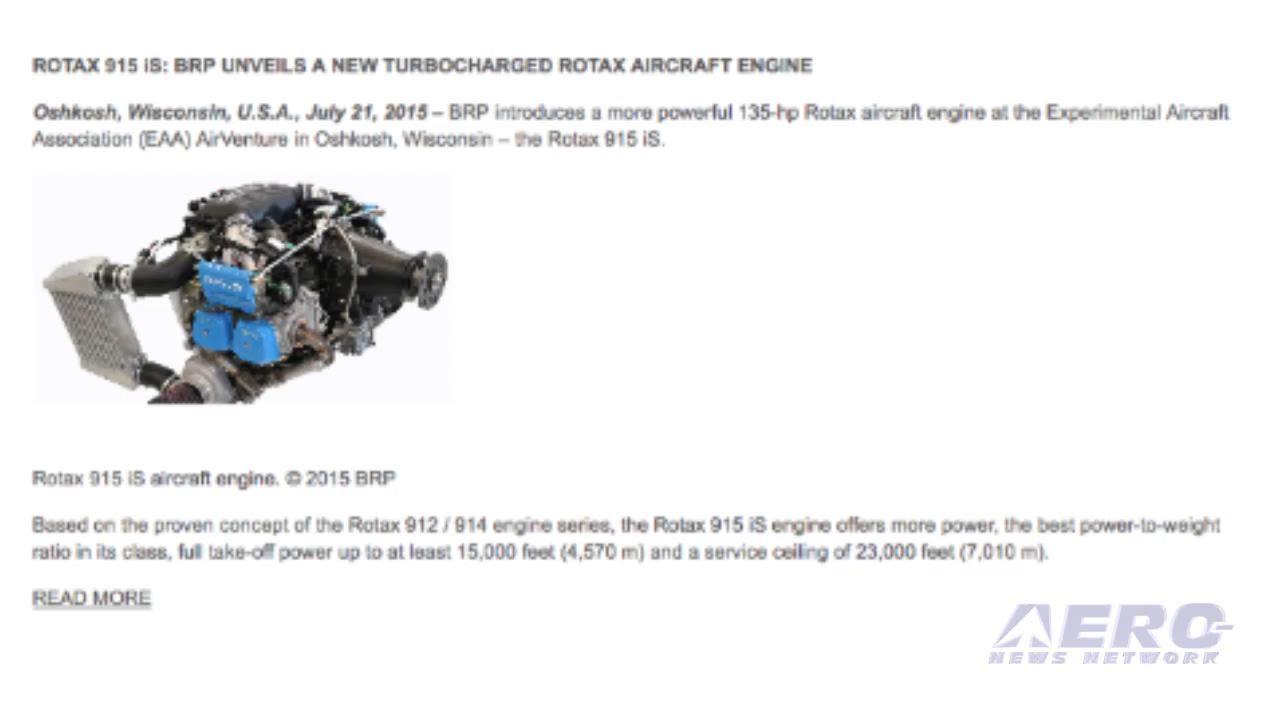 ROTAX 915 iS: BRP UNVEILS A NEW TURBOCHARGED ROTAX AIRCRAFT ENGINE
Oshkosh, Wisconsin, U.S.A., July 21, 2015 – BRP introduces a more powerful 135-hp Rotax aircraft engine at the Experimental Aircraft
Association (EAA) AirVenture in Oshkosh, Wisconsin – the Rotax 915 iS.
Rotax 915 iS aircraft engine. © 2015 BRP
Based on the proven concept of the Rotax 912 / 914 engine series, the Rotax 915 iS engine offers more power, the best power-to-weight
ratio in its class, full take-off power up to at least 15,000 feet (4,570 m) and a service ceiling of 23,000 feet (7,010 m).
READ MORE
AERO
NEWS NETWORK